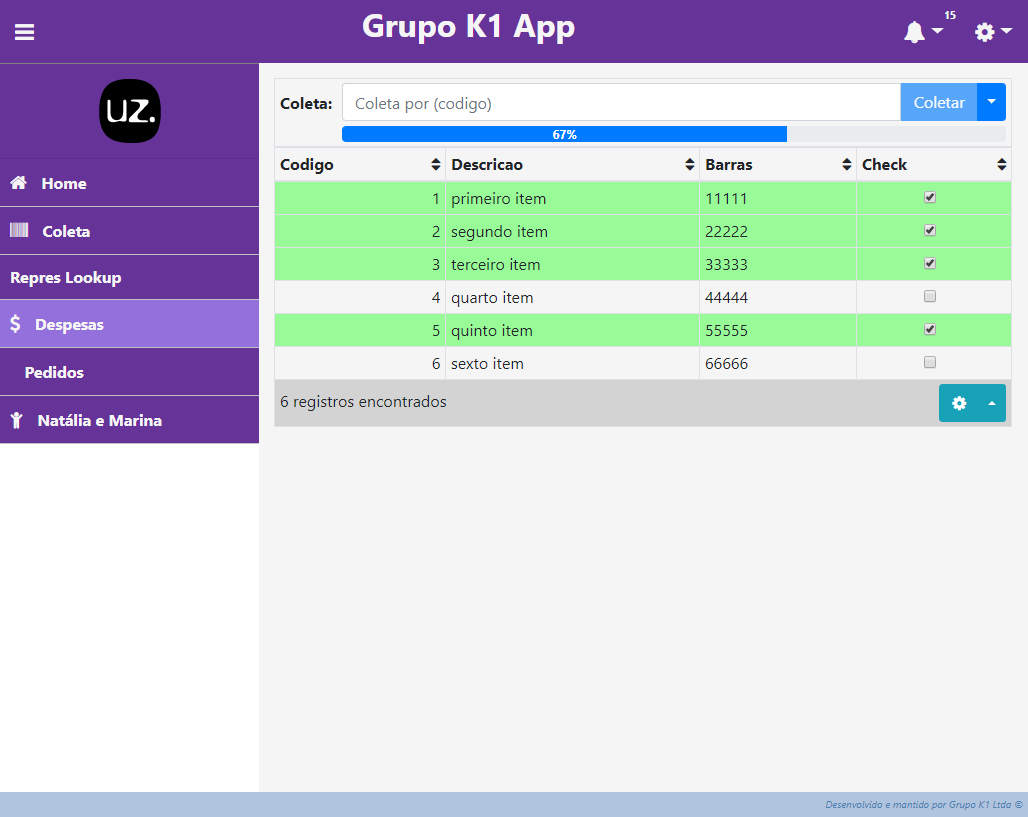 Grupo K1 App
15
uz.
Home
Coleta
Repres Lookup
$ Despesas
Pedidos
Natália e Marina
Coleta: Coleta por (codigo) Coletar
67%
Codigo Descricao Barras Check
1 primeiro item 11111
2 segundo item 22222
3 terceiro item 33333
4 quarto item 44444
5 quinto item 55555
6 sexto item 66666
6 registros encontrados
Desenvolvido e mantido por Grupo K1 Ltda ©